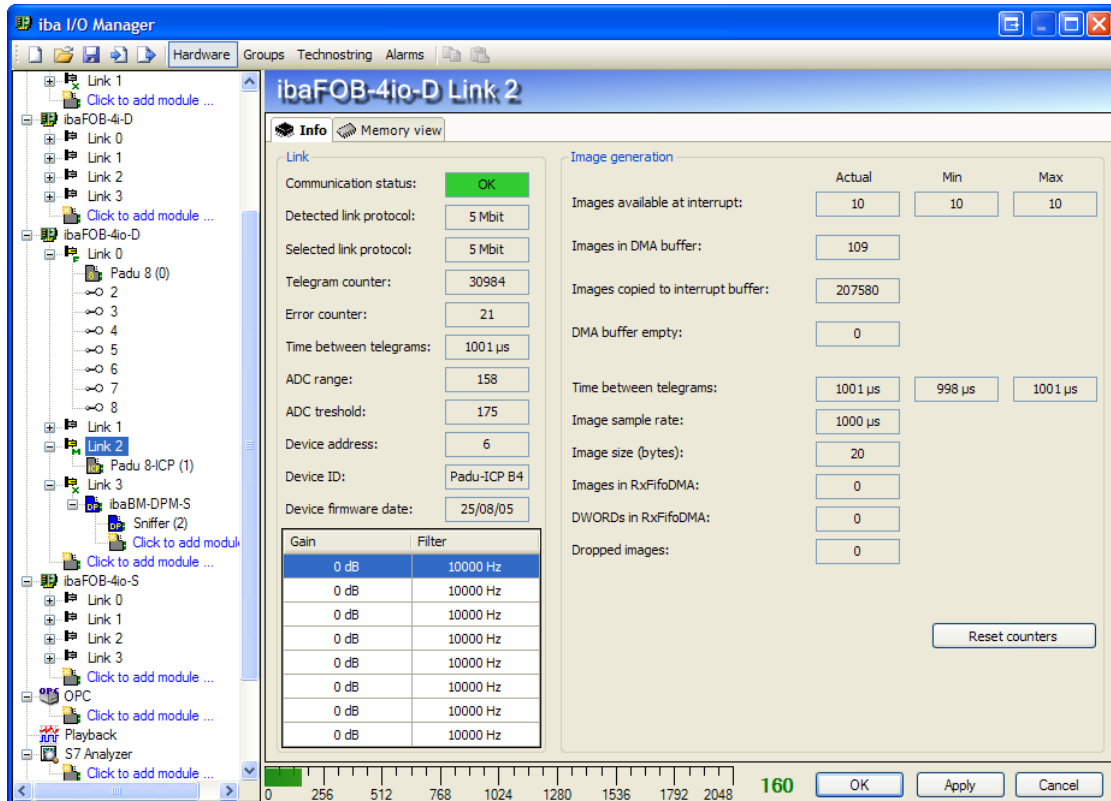 iba I/O Manager
Hardware Groups Technostring Alarms
Link 1
Click to add module ...
ibaFOB-4i-D
Link 0
Link 1
Link 2
Link 3
Click to add module ...
ibaFOB-4io-D
Link 0
Padu 8 (0)
2
3
4
5
6
7
8
Link 1
Link 2
Padu 8-ICP (1)
Link 3
ibaBM-DPM-S
Sniffer (2)
Click to add modul
Click to add module ...
ibaFOB-4io-S
Link 0
Link 1
Link 2
Link 3
Click to add module ...
OPC
Click to add module ...
Playback
S7 Analyzer
Click to add module ...
ibaFOB-4io-D Link 2
Info Memory view
Link
Communication status: OK
Detected link protocol: 5 Mbit
Selected link protocol: 5 Mbit
Telegram counter: 30984
Error counter: 21
Time between telegrams: 1001 µs
ADC range: 158
ADC treshold: 175
Device address: 6
Device ID: Padu-ICP B4
Device firmware date: 25/08/05
Gain Filter
0 dB 10000 Hz
0 dB 10000 Hz
0 dB 10000 Hz
0 dB 10000 Hz
0 dB 10000 Hz
0 dB 10000 Hz
0 dB 10000 Hz
0 dB 10000 Hz
Image generation
Actual Min Max
Images available at interrupt: 10 10 10
Images in DMA buffer: 109
Images copied to interrupt buffer: 207580
DMA buffer empty: 0
Time between telegrams: 1001 µs 998 µs 1001 µs
Image sample rate: 1000 µs
Image size (bytes): 20
Images in RxFifoDMA: 0
DWORDs in RxFifoDMA: 0
Dropped images: 0
Reset counters
0 256 512 768 1024 1280 1536 1792 2048
160
OK Apply Cancel